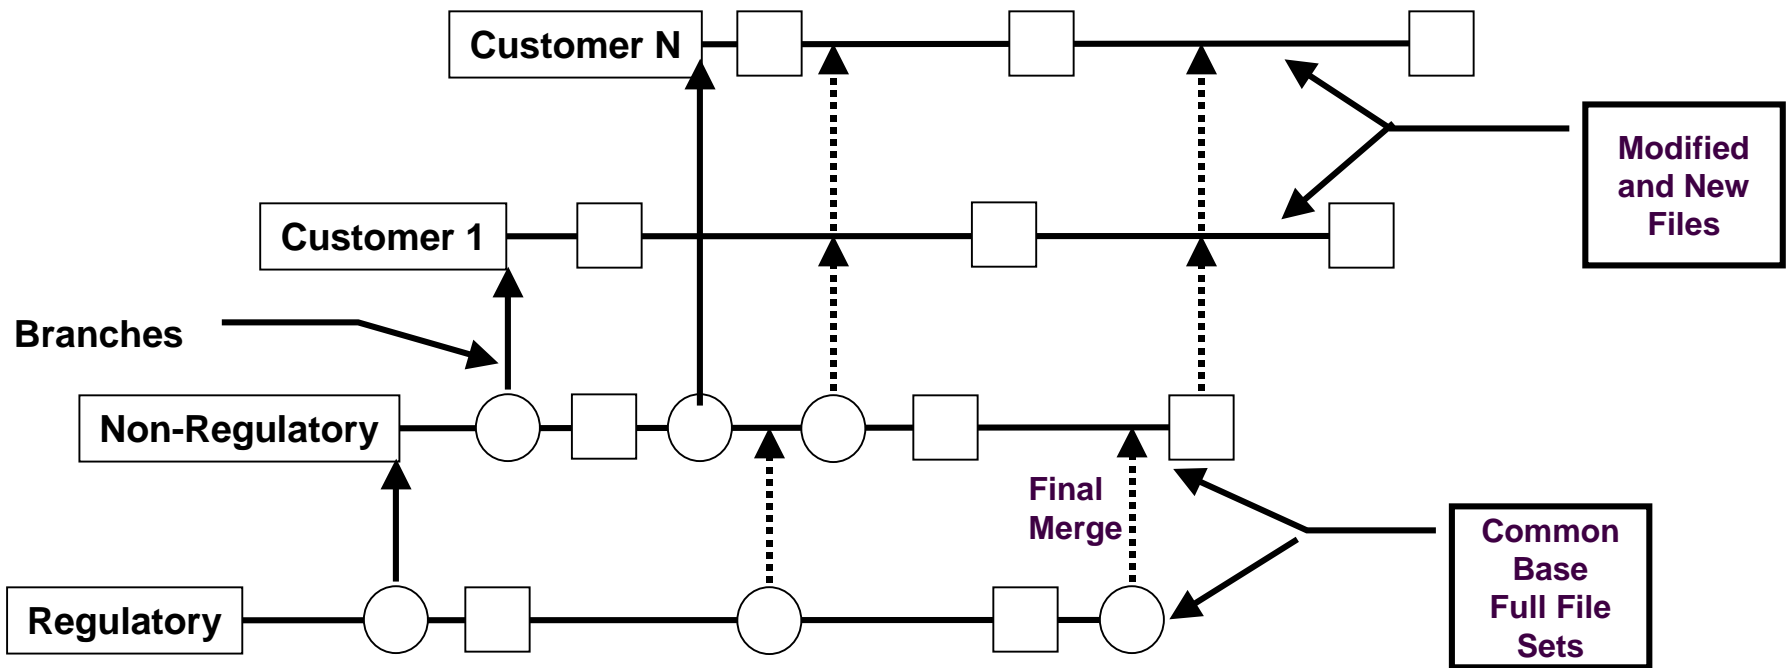 Customer N
Modified
and New
Files
Customer 1
Branches
Non-Regulatory
Final
Merge
Common
Base
Full File
Sets
Regulatory